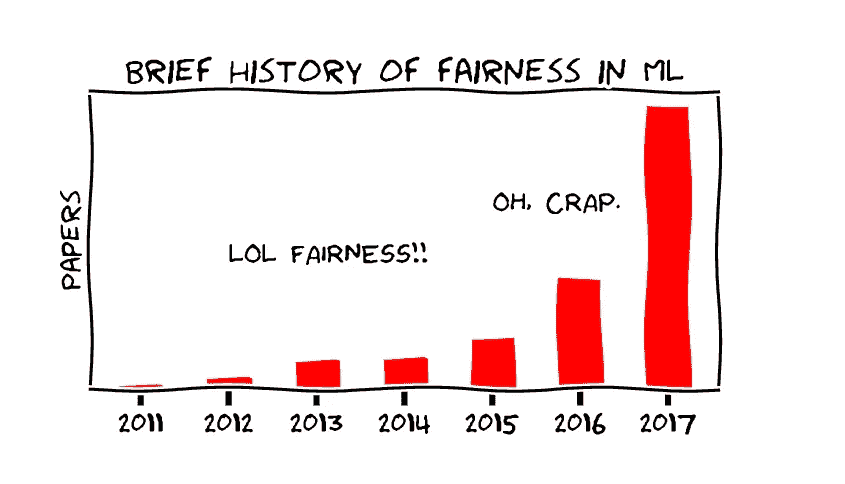 BRIEF HISTORY OF FAIRNESS IN ML
PAPERS
OH, CRAP.
LOL FAIRNESS!!
2011 2012 2013 2014 2015 2016 2017